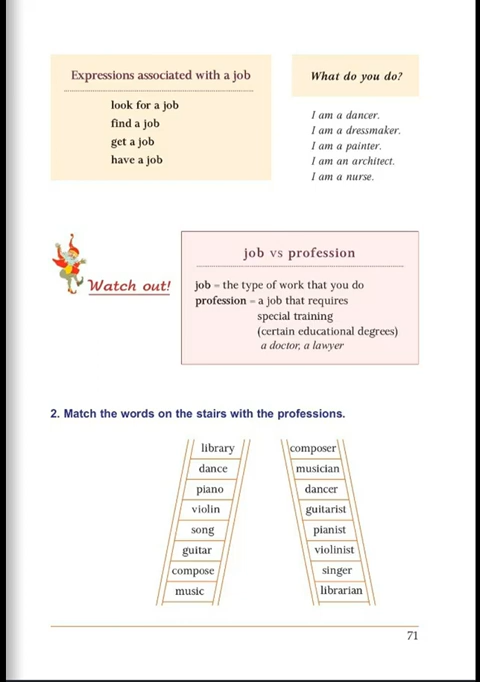 Expressions associated with a job
look for a job
find a job
get a job
have a job
What do you do?
I am a dancer.
I am a dressmaker.
I am a painter.
I am an architect.
I am a nurse.
Watch out!
job vs profession
job = the type of work that you do
profession = a job that requires
special training
(certain educational degrees)
a doctor, a lawyer
2. Match the words on the stairs with the professions.
library
dance
piano
violin
song
guitar
compose
music
composer
musician
dancer
guitarist
pianist
violinist
singer
librarian
71